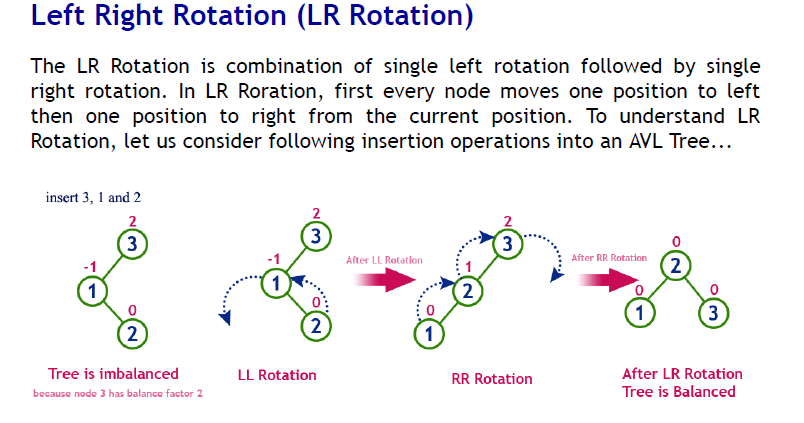 Left Right Rotation (LR Rotation)
The LR Rotation is combination of single left rotation followed by single
right rotation. In LR Roration, first every node moves one position to left
then one position to right from the current position. To understand LR
Rotation, let us consider following insertion operations into an AVL Tree...
insert 3, 1 and 2
2
3
-1
1
0
2
Tree is imbalanced
because node 3 has balance factor 2
2
3
-1
1
0
2
LL Rotation
After LL Rotation
2
3
1
2
0
1
RR Rotation
After RR Rotation
0
2
0
1
0
3
After LR Rotation
Tree is Balanced